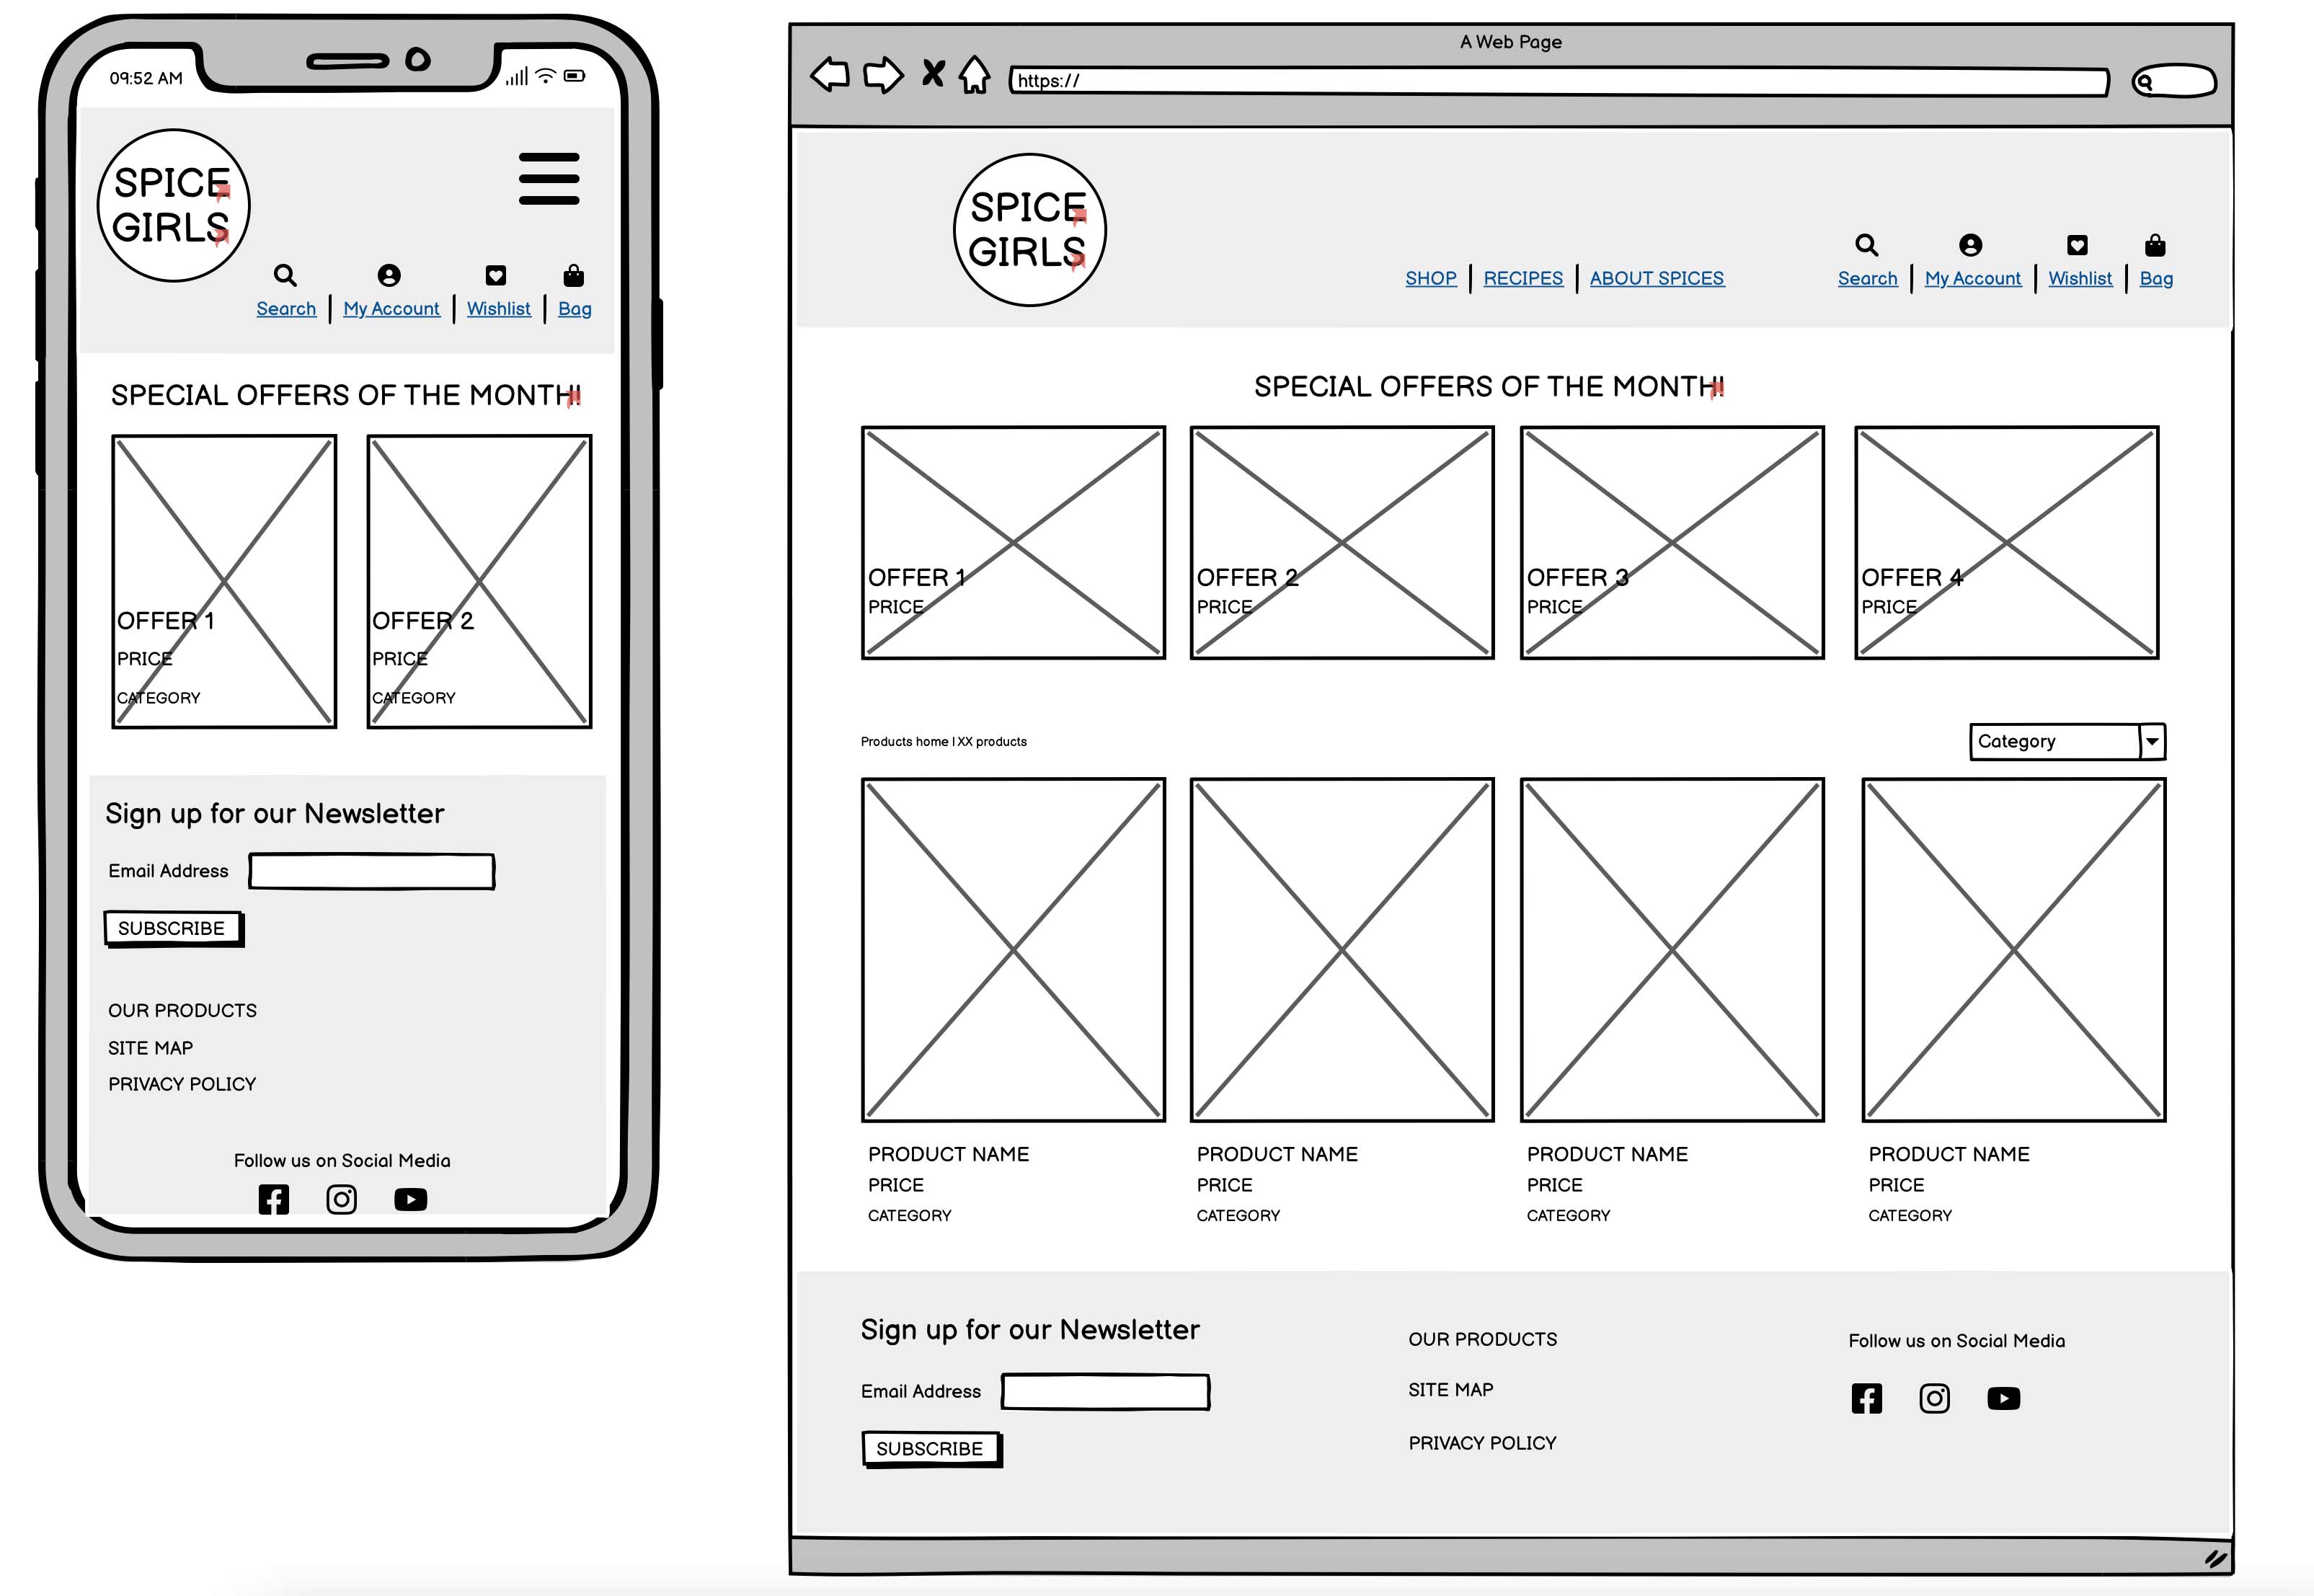 09:52 AM
SPICE
GIRLS
Search
My Account
Wishlist
Bag
SPECIAL OFFERS OF THE MONTH!
OFFER 1
PRICE
CATEGORY
OFFER 2
PRICE
CATEGORY
Sign up for our Newsletter
Email Address
SUBSCRIBE
OUR PRODUCTS
SITE MAP
PRIVACY POLICY
Follow us on Social Media
A Web Page
https://
SPICE
GIRLS
SHOP
RECIPES
ABOUT SPICES
Search
My Account
Wishlist
Bag
SPECIAL OFFERS OF THE MONTH!
OFFER 1
PRICE
OFFER 2
PRICE
OFFER 3
PRICE
OFFER 4
PRICE
Products home | XX products
Category
PRODUCT NAME
PRICE
CATEGORY
PRODUCT NAME
PRICE
CATEGORY
PRODUCT NAME
PRICE
CATEGORY
PRODUCT NAME
PRICE
CATEGORY
Sign up for our Newsletter
Email Address
SUBSCRIBE
OUR PRODUCTS
SITE MAP
PRIVACY POLICY
Follow us on Social Media